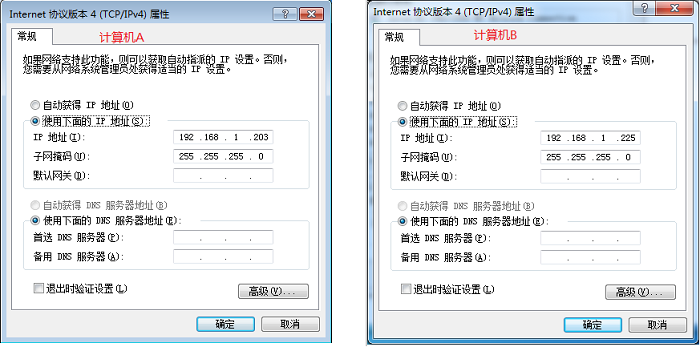 Internet 协议版本 4 (TCP/IPv4) 属性
常规
计算机A
如果网络支持此功能，则可以获取自动指派的 IP 设置。否则，
您需要从网络系统管理员处获得适当的 IP 设置。
自动获得 IP 地址(O)
使用下面的 IP 地址(S):
IP 地址(I):
192 .168 . 1 .203
子网掩码(U):
255 .255 .255 . 0
默认网关(D):
. . .
自动获得 DNS 服务器地址(B)
使用下面的 DNS 服务器地址(E):
首选 DNS 服务器(P):
. . .
备用 DNS 服务器(A):
. . .
退出时验证设置(L)
高级(V)...
确定
取消
Internet 协议版本 4 (TCP/IPv4) 属性
常规
计算机B
如果网络支持此功能，则可以获取自动指派的 IP 设置。否则，
您需要从网络系统管理员处获得适当的 IP 设置。
自动获得 IP 地址(O)
使用下面的 IP 地址(S):
IP 地址(I):
192 .168 . 1 .225
子网掩码(U):
255 .255 .255 . 0
默认网关(D):
. . .
自动获得 DNS 服务器地址(B)
使用下面的 DNS 服务器地址(E):
首选 DNS 服务器(P):
. . .
备用 DNS 服务器(A):
. . .
退出时验证设置(L)
高级(V)...
确定
取消